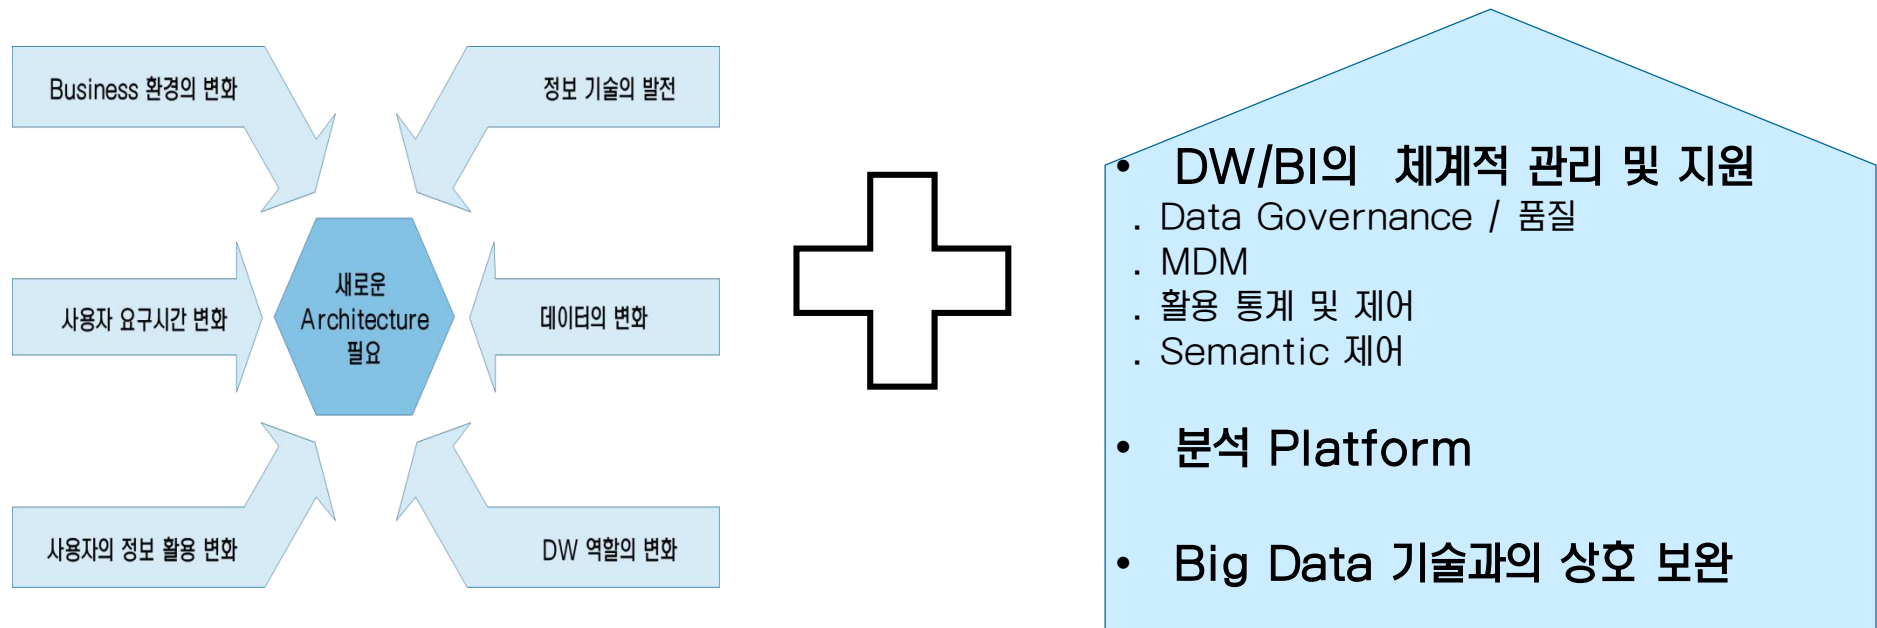 Business 환경의 변화
정보 기술의 발전
사용자 요구시간 변화
새로운
Architecture
필요
데이터의 변화
사용자의 정보 활용 변화
DW 역할의 변화
• DW/BI의 체계적 관리 및 지원
. Data Governance / 품질
. MDM
. 활용 통계 및 제어
. Semantic 제어
• 분석 Platform
• Big Data 기술과의 상호 보완